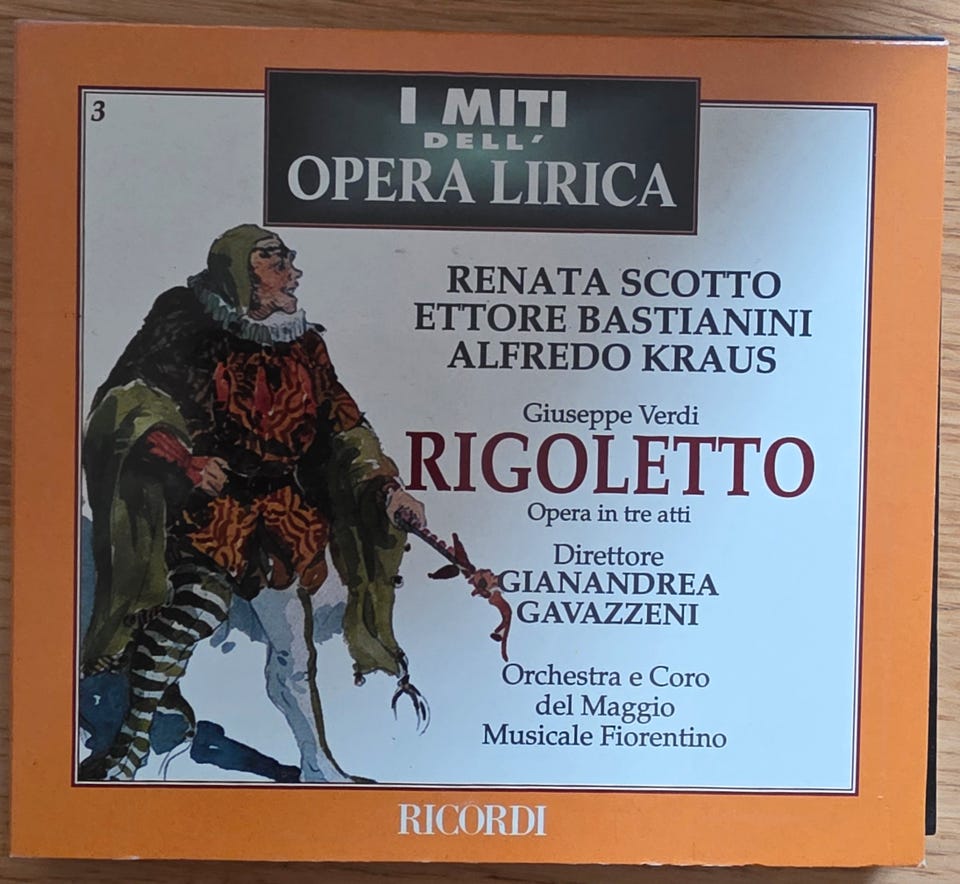 3
I MITI
DELL'
OPERA LIRICA
RENATA SCOTTO
ETTORE BASTIANINI
ALFREDO KRAUS
Giuseppe Verdi
RIGOLETTO
Opera in tre atti
Direttore
GIANANDREA
GAVAZZENI
Orchestra e Coro
del Maggio
Musicale Fiorentino
RICORDI